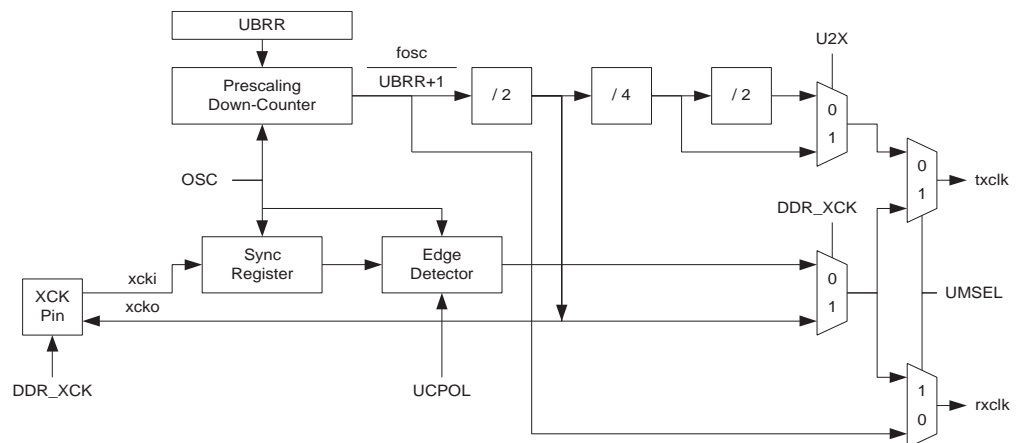 UBRR
fosc
U2X
Prescaling
Down-Counter
UBRR+1
/ 2
/ 4
/ 2
0
1
OSC
0
1
txclk
DDR_XCK
xcki
Sync
Register
Edge
Detector
0
1
UMSEL
XCK
Pin
xcko
DDR_XCK
UCPOL
1
0
rxclk